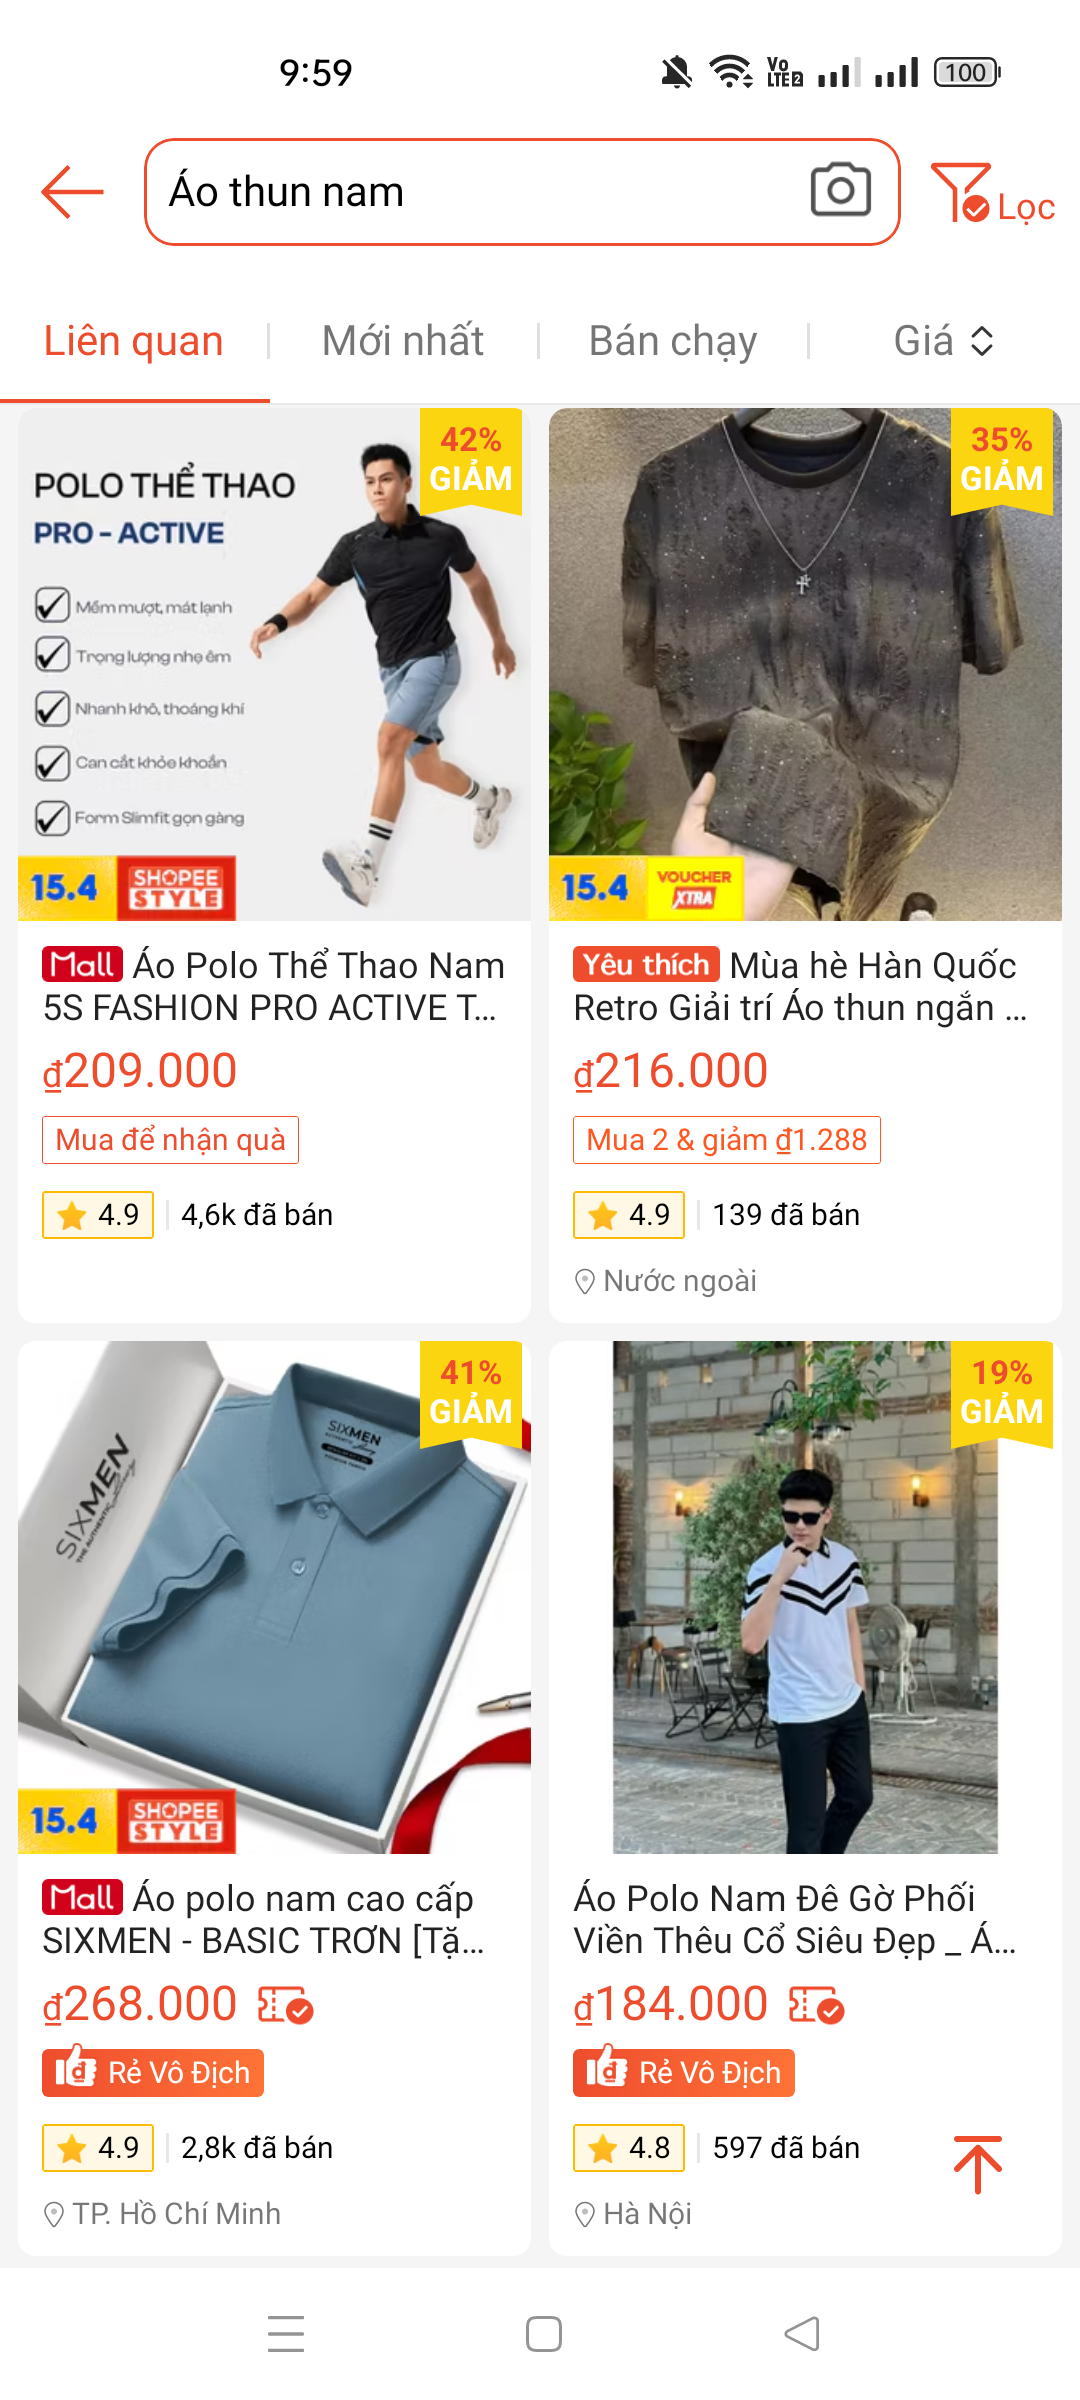 9:59
Vo
LTE2
100
Áo thun nam
Lọc
Liên quan
Mới nhất
Bán chạy
Giá
42%
GIẢM
POLO THỂ THAO
PRO - ACTIVE
Mềm mượt, mát lạnh
Trọng lượng nhẹ êm
Nhanh khô, thoáng khí
Can cắt khỏe khoắn
Form Slimfit gọn gàng
15.4
SHOPEE
STYLE
Mall Áo Polo Thể Thao Nam
5S FASHION PRO ACTIVE T...
₫209.000
Mua để nhận quà
4.9
4,6k đã bán
35%
GIẢM
15.4
VOUCHER
XTRA
Yêu thích Mùa hè Hàn Quốc
Retro Giải trí Áo thun ngắn ...
₫216.000
Mua 2 & giảm ₫1.288
4.9
139 đã bán
Nước ngoài
41%
GIẢM
SIXMEN
THE AUTHENTIC Luxury
SIXMEN
15.4
SHOPEE
STYLE
Mall Áo polo nam cao cấp
SIXMEN - BASIC TRƠN [Tặ...
₫268.000
Rẻ Vô Địch
4.9
2,8k đã bán
TP. Hồ Chí Minh
19%
GIẢM
Áo Polo Nam Đê Gờ Phối
Viền Thêu Cổ Siêu Đẹp _ Á...
₫184.000
Rẻ Vô Địch
4.8
597 đã bán
Hà Nội